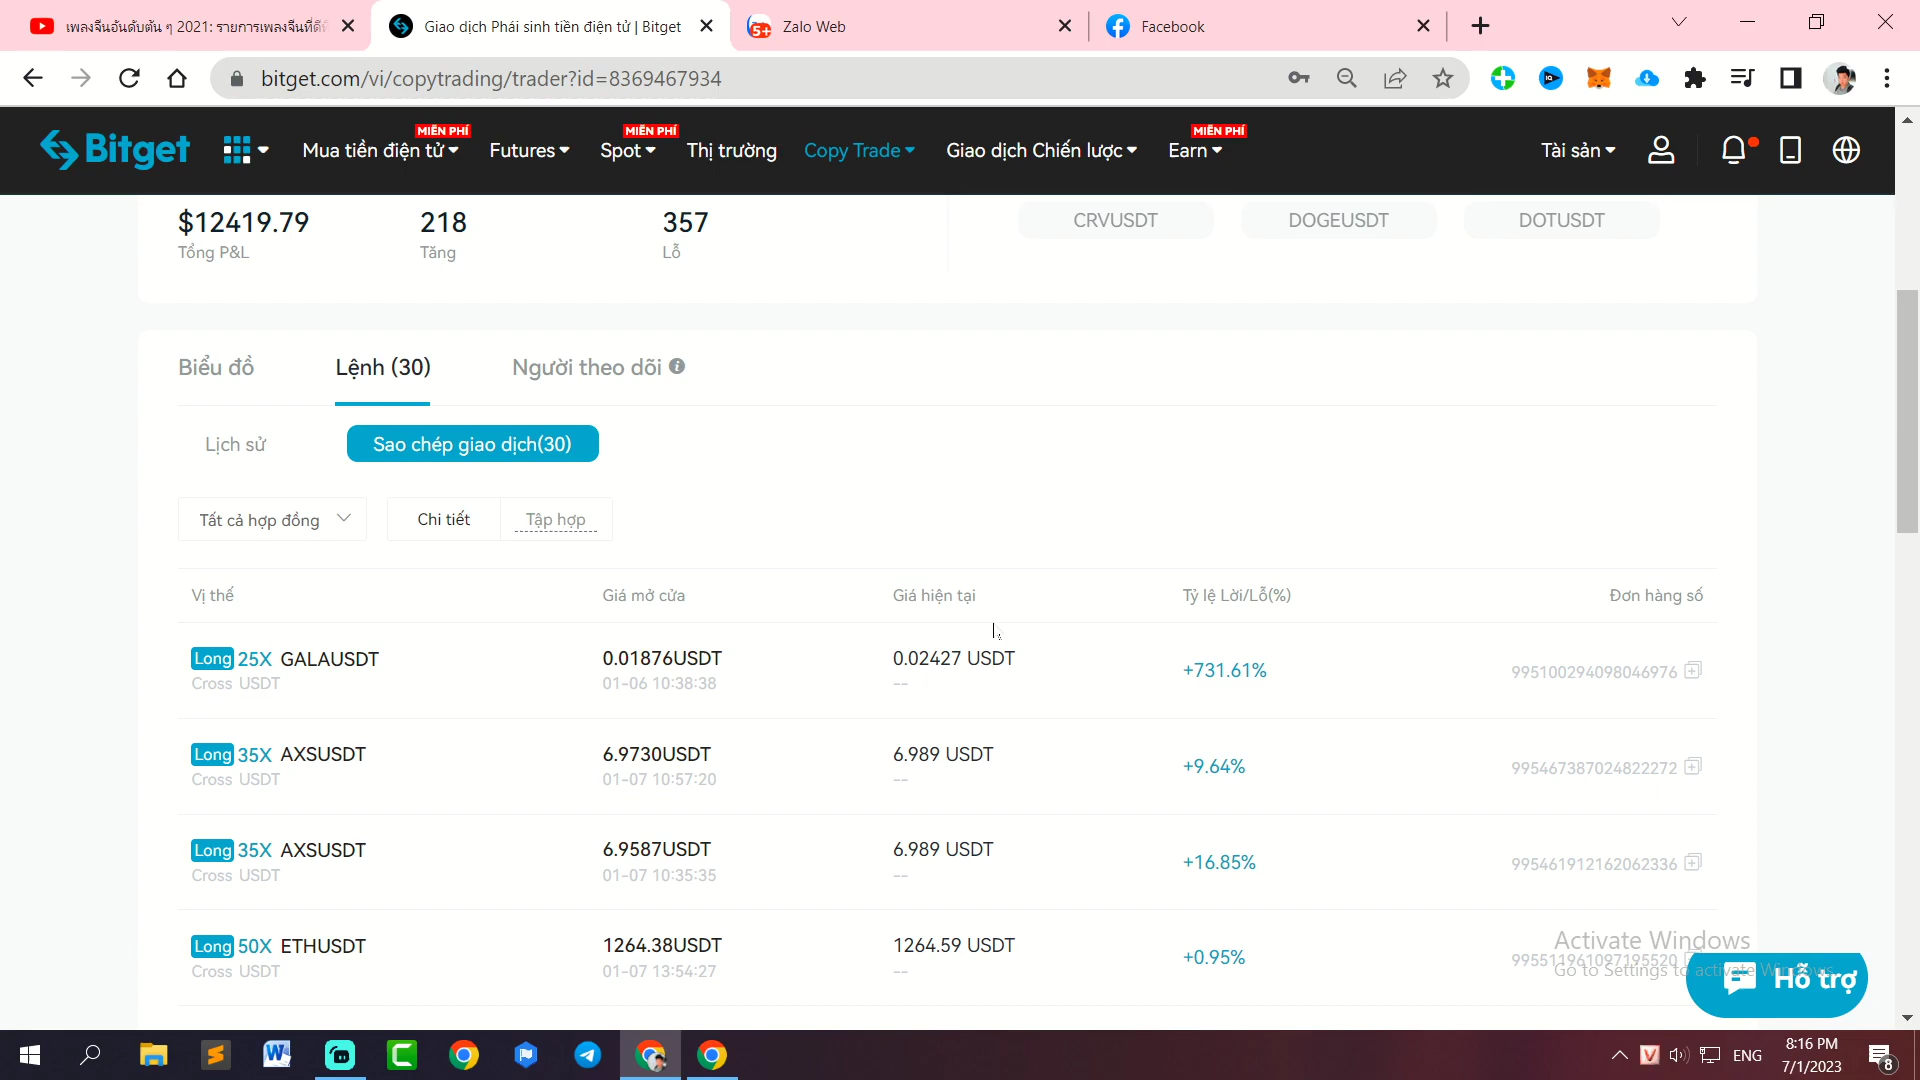 เพลงจีนอันดับต้น ๆ 2021: รายการเพลงจีนที่ดีที่
Giao dịch Phái sinh tiền điện tử | Bitget
5+ Zalo Web
Facebook
bitget.com/vi/copytrading/trader?id=8369467934
Bitget
Mua tiền điện tử MIỄN PHÍ
Futures
Spot MIỄN PHÍ
Thị trường
Copy Trade
Giao dịch Chiến lược
Earn MIỄN PHÍ
Tài sản
$12419.79 218 357 CRVUSDT DOGEUSDT DOTUSDT
Tổng P&L Tăng Lỗ
Biểu đồ Lệnh (30) Người theo dõi
Lịch sử Sao chép giao dịch(30)
Tất cả hợp đồng Chi tiết Tập hợp
Vị thế Giá mở cửa Giá hiện tại Tỷ lệ Lời/Lỗ(%) Đơn hàng số
Long 25X GALAUSDT 0.01876USDT 0.02427 USDT +731.61% 995100294098046976
Cross USDT 01-06 10:38:38 --
Long 35X AXSUSDT 6.9730USDT 6.989 USDT +9.64% 995467387024822272
Cross USDT 01-07 10:57:20 --
Long 35X AXSUSDT 6.9587USDT 6.989 USDT +16.85% 995461912162062336
Cross USDT 01-07 10:35:35 --
Long 50X ETHUSDT 1264.38USDT 1264.59 USDT +0.95% 995511961097195520
Cross USDT 01-07 13:54:27 --
Activate Windows
Go to Settings to activate Windows.
Hỗ trợ
ENG
8:16 PM
7/1/2023
8